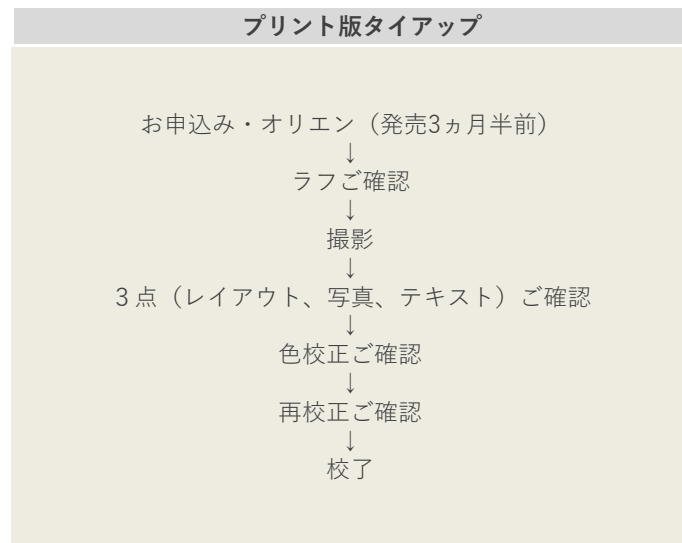 プリント版タイアップ
お申込み・オリエン（発売3ヵ月半前）
↓
ラフご確認
↓
撮影
↓
３点（レイアウト、写真、テキスト）ご確認
↓
色校正ご確認
↓
再校正ご確認
↓
校了